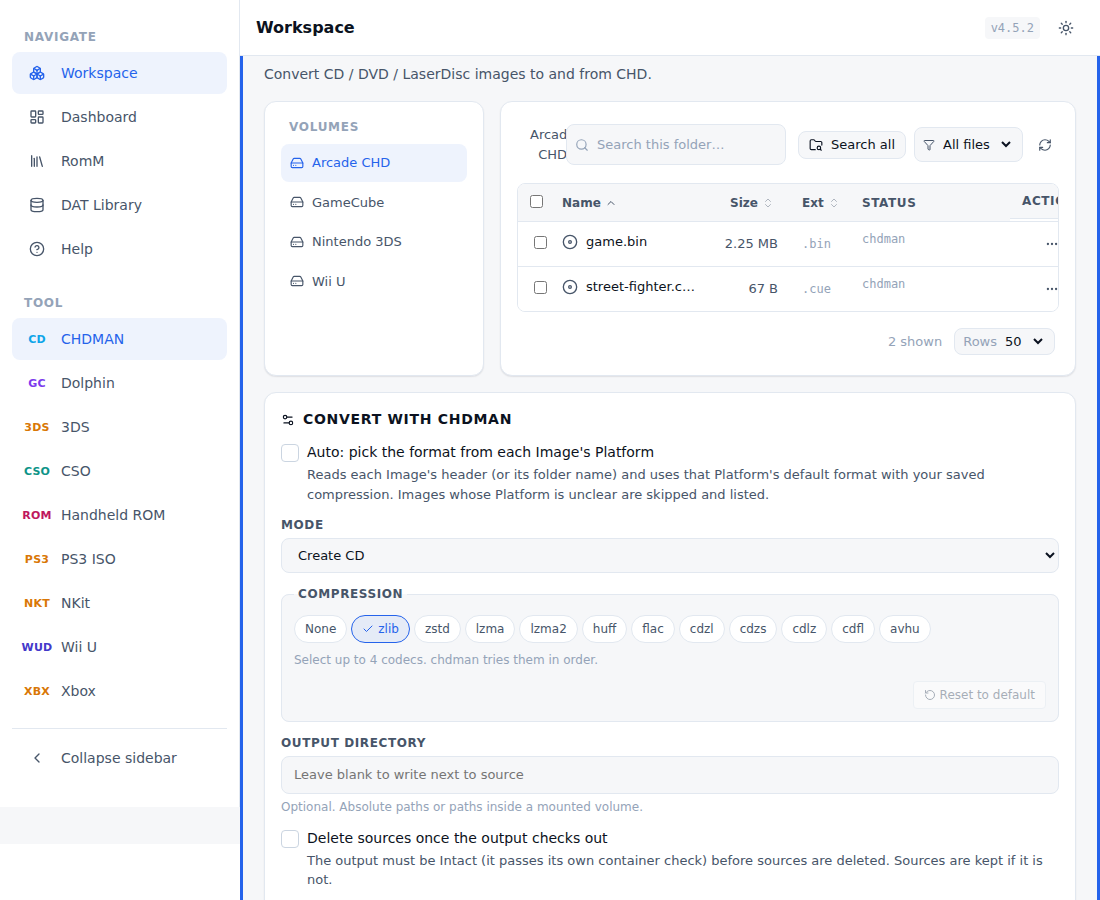 NAVIGATE
Workspace
Dashboard
RomM
DAT Library
Help
TOOL
CD CHDMAN
GC Dolphin
3DS 3DS
CSO CSO
ROM Handheld ROM
PS3 PS3 ISO
NKT NKit
WUD Wii U
XBX Xbox
Collapse sidebar
Workspace
v4.5.2
Convert CD / DVD / LaserDisc images to and from CHD.
VOLUMES
Arcade CHD
GameCube
Nintendo 3DS
Wii U
Arcad
CHD
Search this folder...
Search all
All files
Name Size Ext STATUS ACTIO
game.bin 2.25 MB .bin chdman
street-fighter.c... 67 B .cue chdman
2 shown Rows 50
CONVERT WITH CHDMAN
Auto: pick the format from each Image's Platform
Reads each Image's header (or its folder name) and uses that Platform's default format with your saved
compression. Images whose Platform is unclear are skipped and listed.
MODE
Create CD
COMPRESSION
None zlib zstd lzma lzma2 huff flac cdzl cdzs cdlz cdfl avhu
Select up to 4 codecs. chdman tries them in order.
Reset to default
OUTPUT DIRECTORY
Leave blank to write next to source
Optional. Absolute paths or paths inside a mounted volume.
Delete sources once the output checks out
The output must be Intact (it passes its own container check) before sources are deleted. Sources are kept if it is
not.